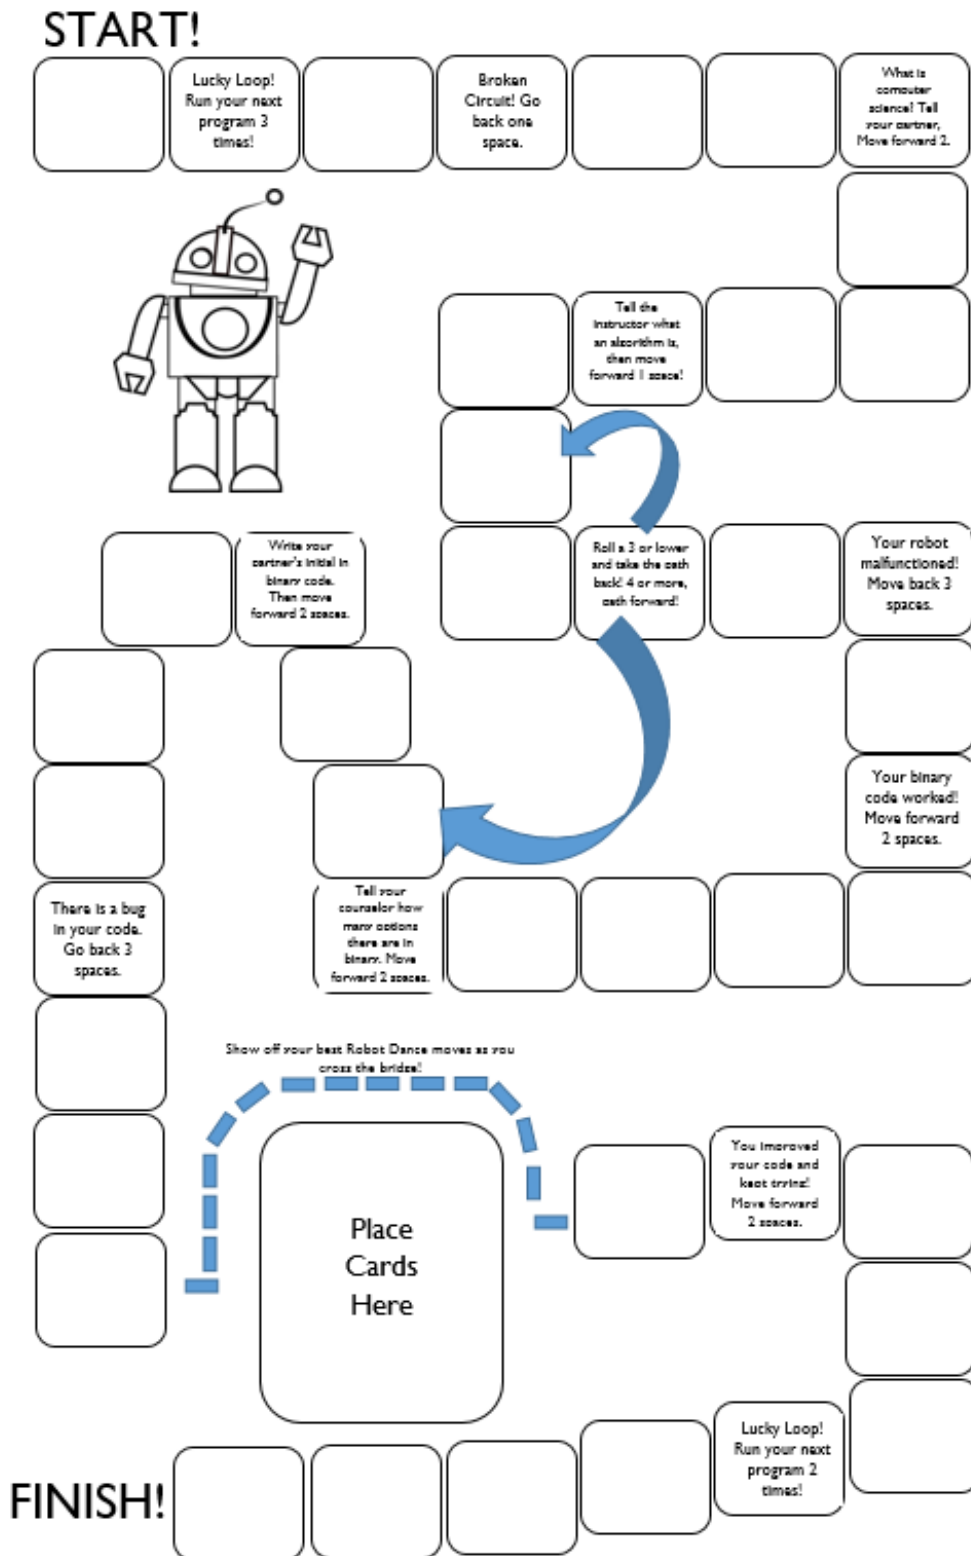 START!
Lucky Loop!
Run your next
program 3
times!
Broken
Circuit! Go
back one
space.
What is
computer
science? Tell
your partner,
Move forward 2.
Tell the
instructor what
an algorithm is,
then move
forward 1 space!
Roll a 3 or lower
and take the path
back! 4 or more,
path forward!
Your robot
malfunctioned!
Move back 3
spaces.
Write your
partner's initial in
binary code.
Then move
forward 2 spaces.
Your binary
code worked!
Move forward
2 spaces.
There is a bug
in your code.
Go back 3
spaces.
Tell your
counselor how
many options
there are in
binary. Move
forward 2 spaces.
Show off your best Robot Dance moves as you
cross the bridge!
You improved
your code and
kept trying!
Move forward
2 spaces.
Place
Cards
Here
Lucky Loop!
Run your next
program 2
times!
FINISH!